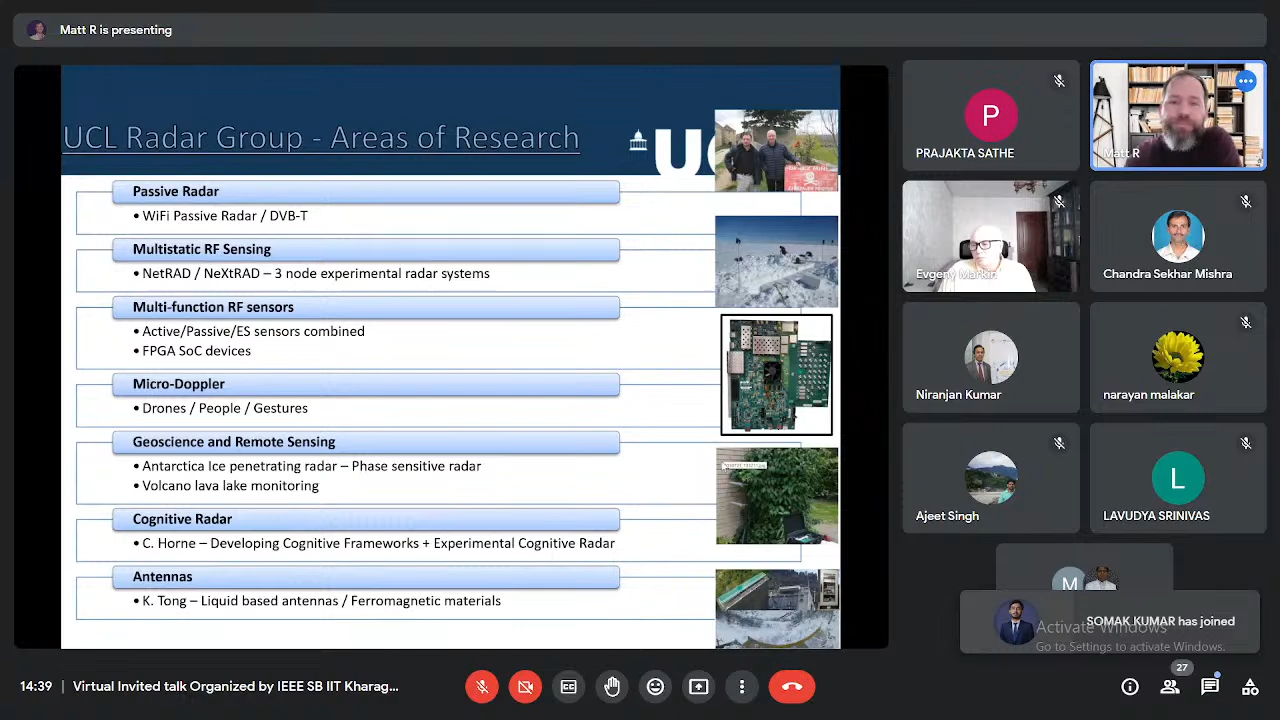 Matt R is presenting
UCL Radar Group - Areas of Research
Passive Radar
• WiFi Passive Radar / DVB-T
Multistatic RF Sensing
• NetRAD / NeXtRAD – 3 node experimental radar systems
Multi-function RF sensors
• Active/Passive/ES sensors combined
• FPGA SoC devices
Micro-Doppler
• Drones / People / Gestures
Geoscience and Remote Sensing
• Antarctica Ice penetrating radar – Phase sensitive radar
• Volcano lava lake monitoring
Cognitive Radar
• C. Horne – Developing Cognitive Frameworks + Experimental Cognitive Radar
Antennas
• K. Tong – Liquid based antennas / Ferromagnetic materials
P
PRAJAKTA SATHE
Matt R
Evgeny Markin
Chandra Sekhar Mishra
Niranjan Kumar
narayan malakar
Ajeet Singh
L
LAVUDYA SRINIVAS
M
SOMAK KUMAR has joined
Activate Windows
Go to Settings to activate Windows.
14:39 | Virtual Invited talk Organized by IEEE SB IIT Kharag...
27